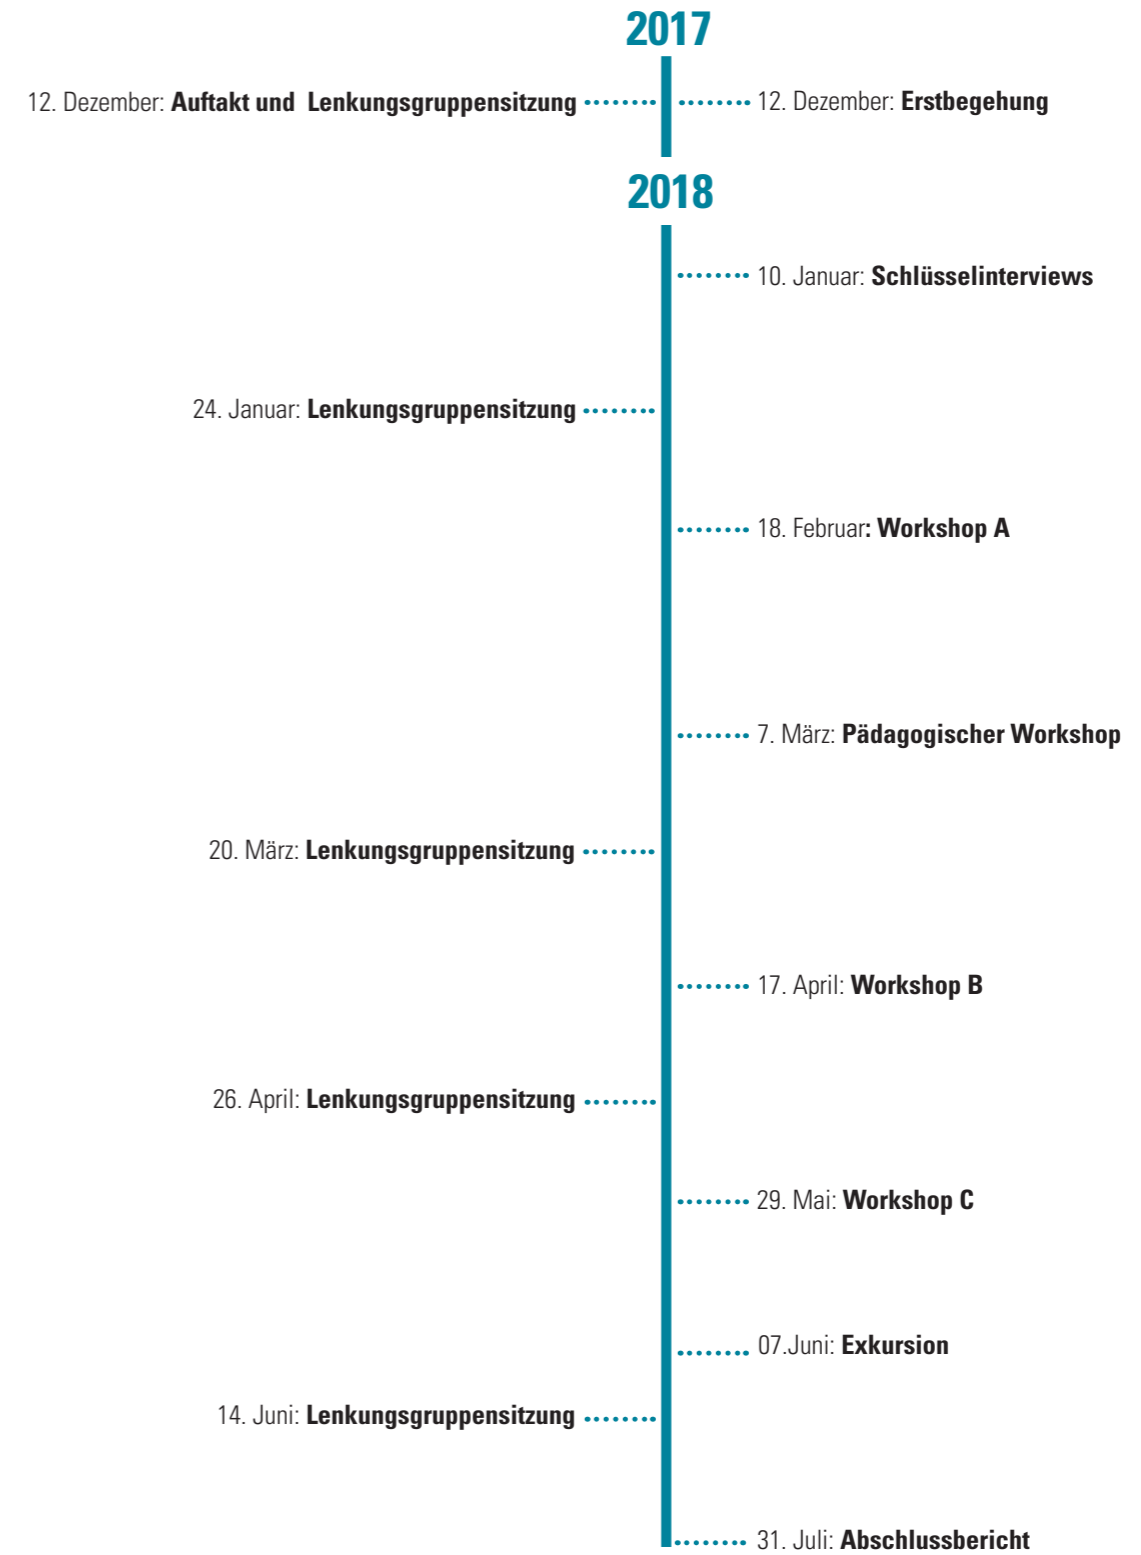 2017
12. Dezember: Auftakt und  Lenkungsgruppensitzung
12. Dezember: Erstbegehung
2018
10. Januar: Schlüsselinterviews
24. Januar: Lenkungsgruppensitzung
18. Februar: Workshop A
7. März: Pädagogischer Workshop
20. März: Lenkungsgruppensitzung
17. April: Workshop B
26. April: Lenkungsgruppensitzung
29. Mai: Workshop C
07.Juni: Exkursion
14. Juni: Lenkungsgruppensitzung
31. Juli: Abschlussbericht